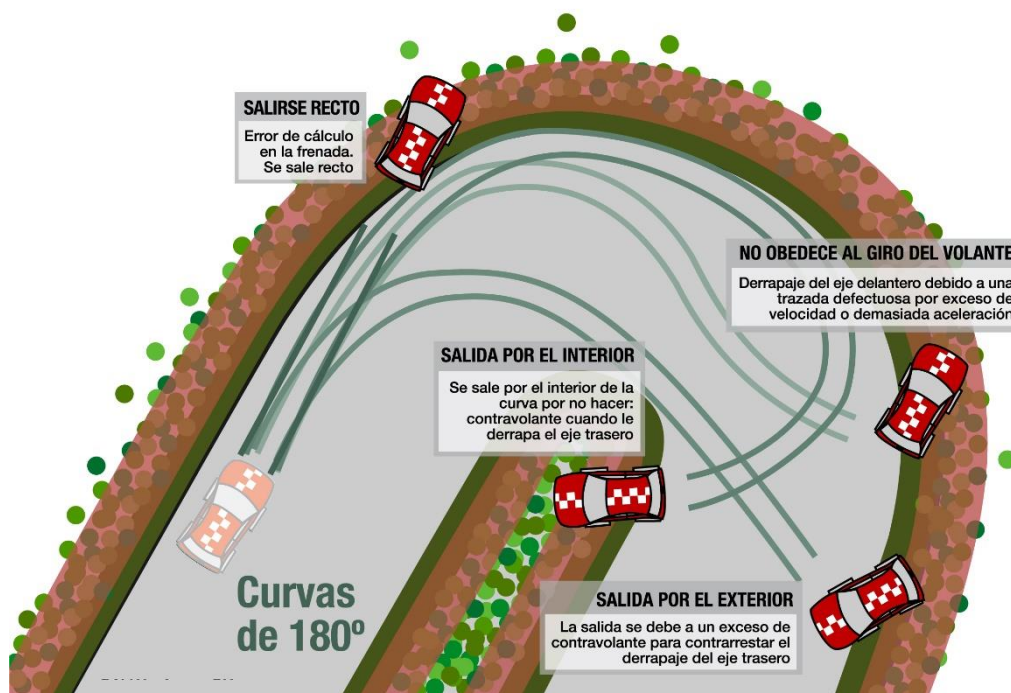 SALIRSE RECTO
Error de cálculo
en la frenada.
Se sale recto
NO OBEDECE AL GIRO DEL VOLANTE
Derrapaje del eje delantero debido a una
trazada defectuosa por exceso de
velocidad o demasiada aceleración
SALIDA POR EL INTERIOR
Se sale por el interior de la
curva por no hacer:
contravolante cuando le
derrapa el eje trasero
SALIDA POR EL EXTERIOR
La salida se debe a un exceso de
contravolante para contrarrestar el
derrapaje del eje trasero
Curvas
de 180º